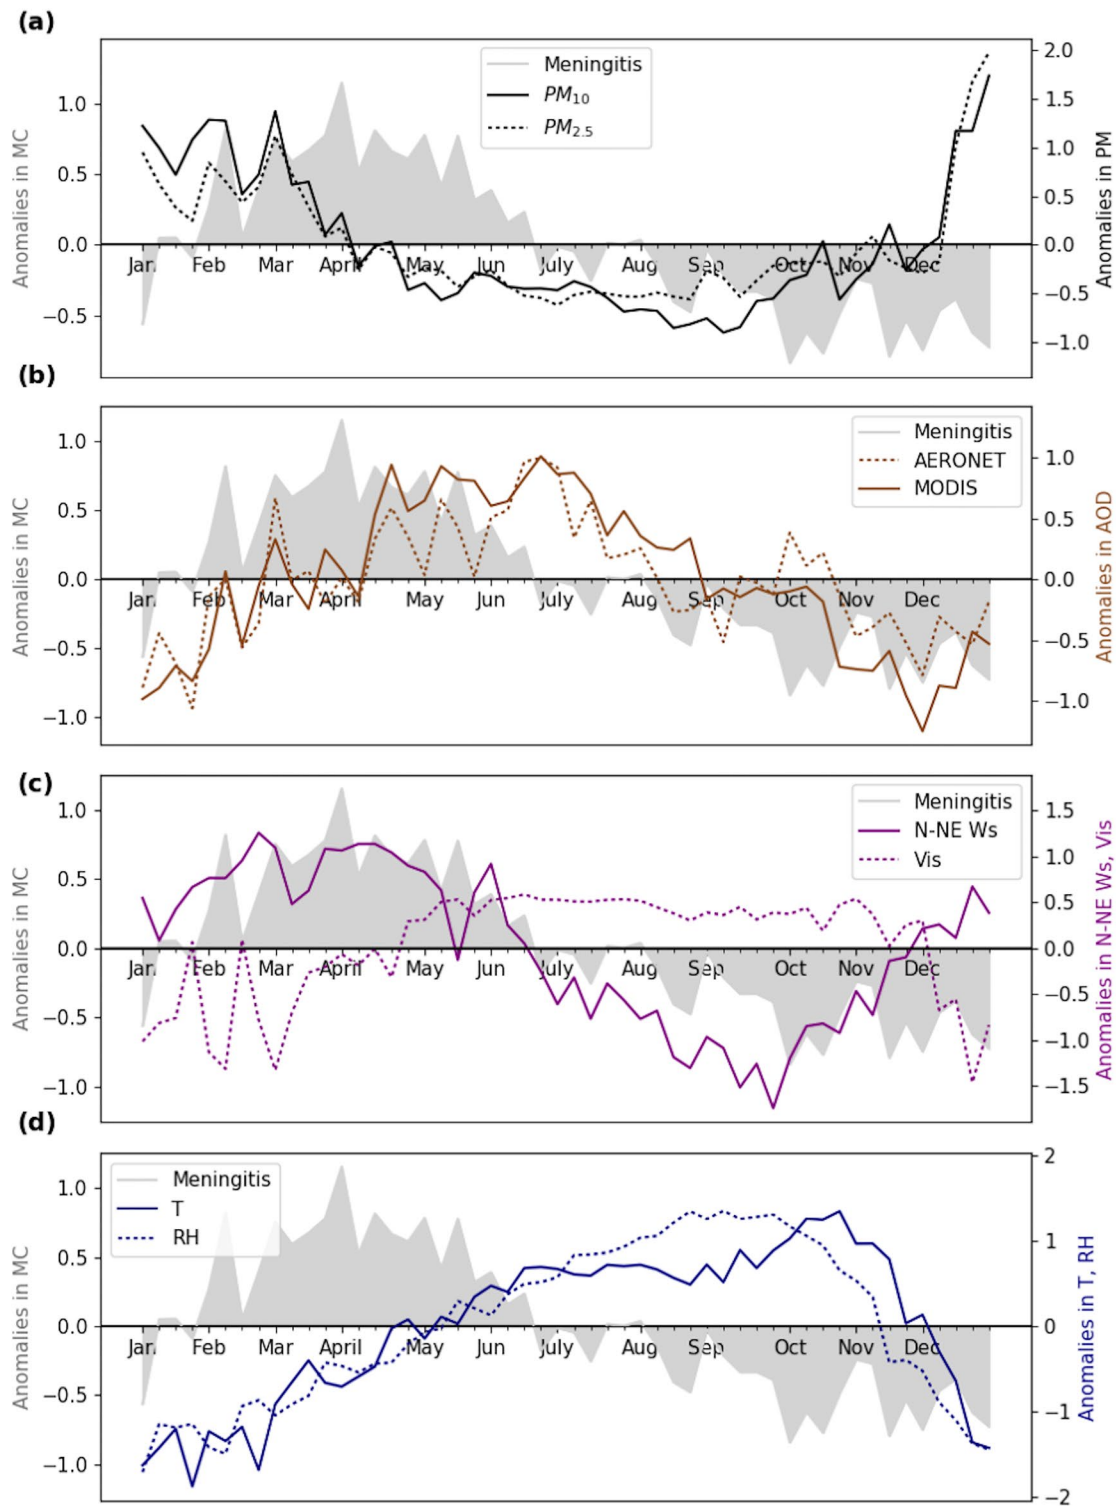 (a)
Anomalies in MC
1.0
0.5
0.0
−0.5
Meningitis
PM10
PM2.5
Jan Feb Mar April May Jun July Aug Sep Oct Nov Dec
2.0
1.5
1.0
0.5
0.0
−0.5
−1.0
Anomalies in PM
(b)
Anomalies in MC
1.0
0.5
0.0
−0.5
−1.0
Meningitis
AERONET
MODIS
Jan Feb Mar April May Jun July Aug Sep Oct Nov Dec
1.0
0.5
0.0
−0.5
−1.0
Anomalies in AOD
(c)
Anomalies in MC
1.0
0.5
0.0
−0.5
−1.0
Meningitis
N-NE Ws
Vis
Jan Feb Mar April May Jun July Aug Sep Oct Nov Dec
1.5
1.0
0.5
0.0
−0.5
−1.0
−1.5
Anomalies in N-NE Ws, Vis
(d)
Anomalies in MC
1.0
0.5
0.0
−0.5
−1.0
Meningitis
T
RH
Jan Feb Mar April May Jun July Aug Sep Oct Nov Dec
2
1
0
−1
−2
Anomalies in T, RH